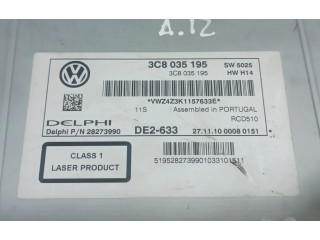 A.12
3C8 035 195 SW 5025
3C8 035 195 HW H14
*VWZ4Z3K1157633E*
11S Assembled in PORTUGAL
RCD510
DELPHI
Delphi P/N 28273990 DE2-633 27.11.10 0008 0151
CLASS 1
LASER PRODUCT
5195282739901033101511